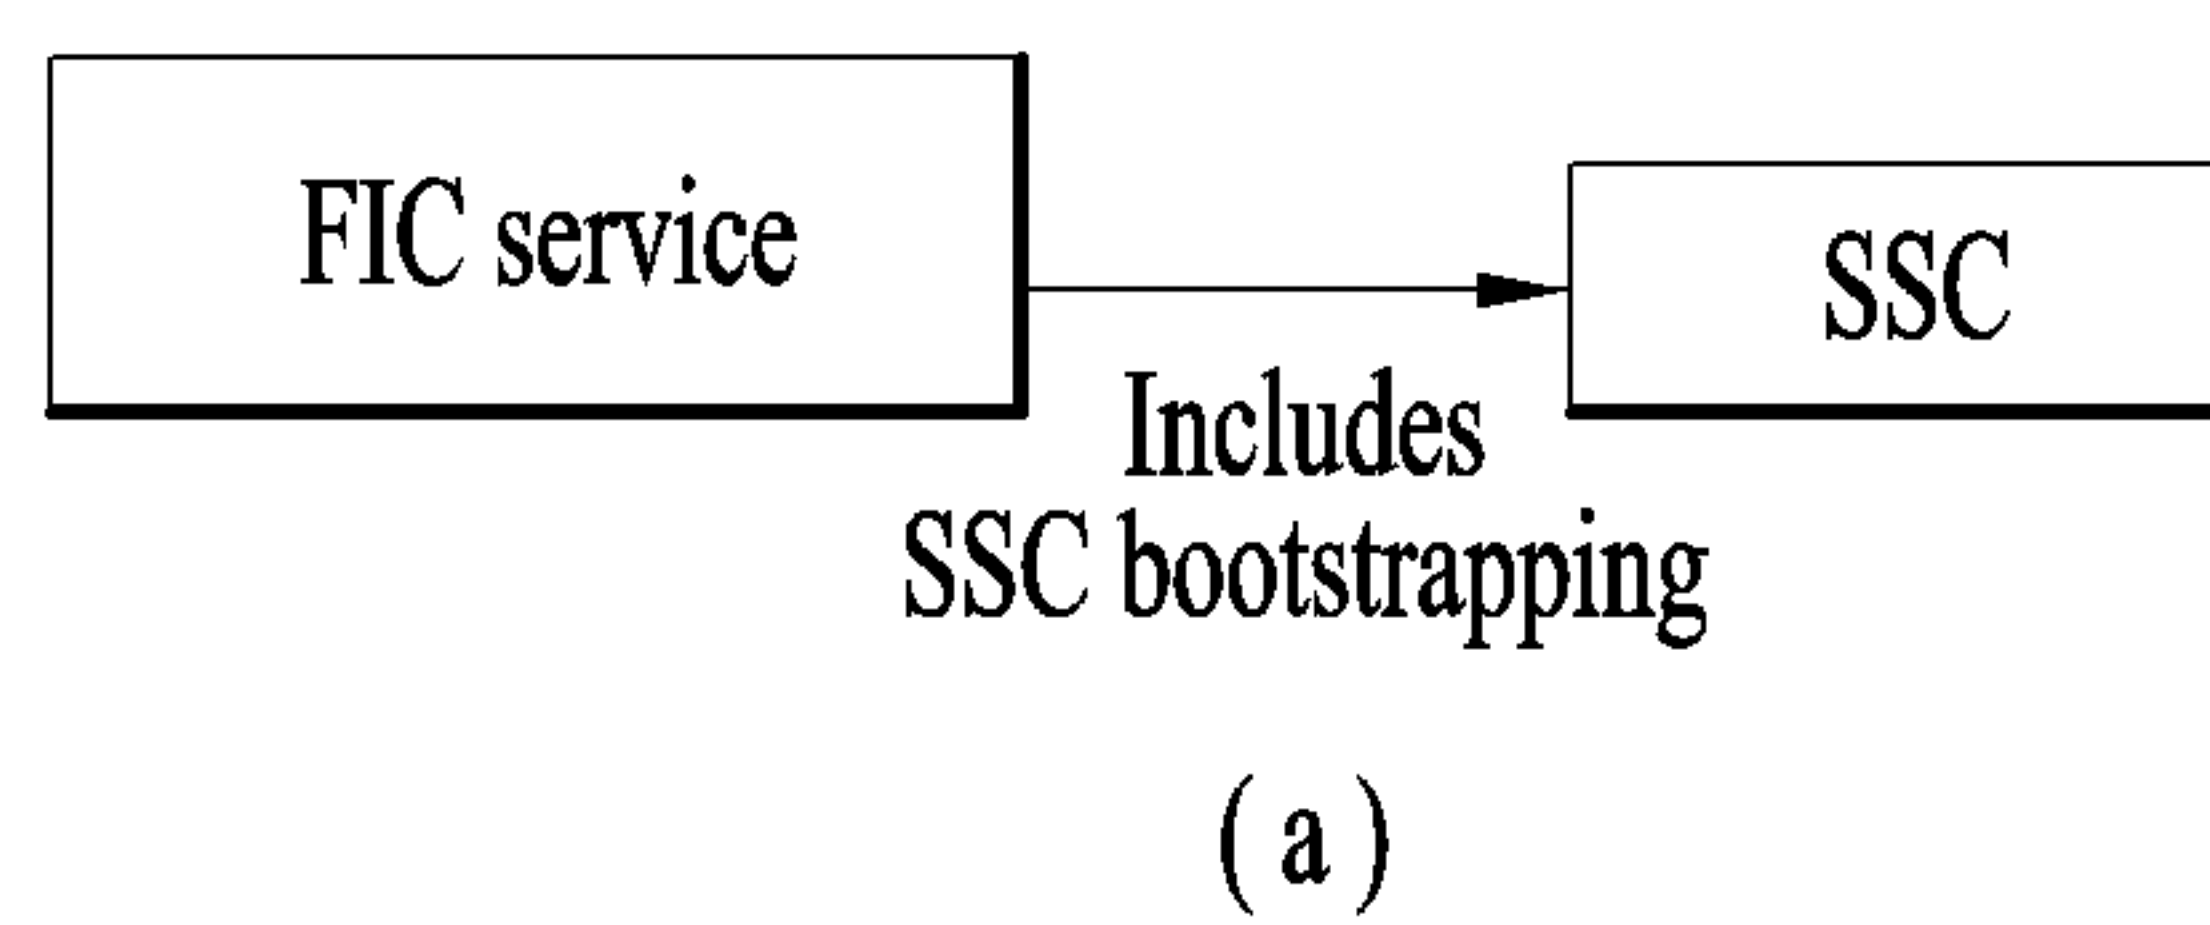 FIC service
SSC
Includes
SSC bootstrapping
( a )